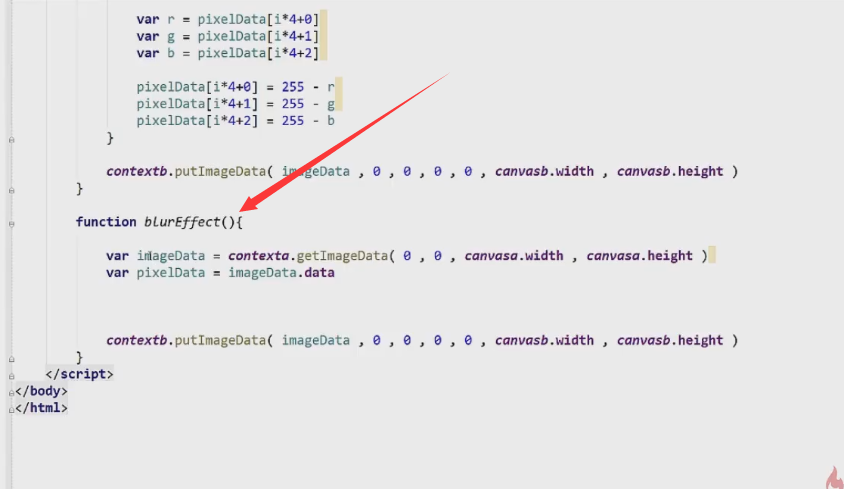 var r = pixelData[i*4+0]
var g = pixelData[i*4+1]
var b = pixelData[i*4+2]
pixelData[i*4+0] = 255 - r
pixelData[i*4+1] = 255 - g
pixelData[i*4+2] = 255 - b
}
contextb.putImageData( imageData , 0 , 0 , 0 , 0 , canvasb.width , canvasb.height )
}
function blurEffect(){
var imageData = contexta.getImageData( 0 , 0 , canvasa.width , canvasa.height )
var pixelData = imageData.data
contextb.putImageData( imageData , 0 , 0 , 0 , 0 , canvasb.width , canvasb.height )
}
</script>
</body>
</html>